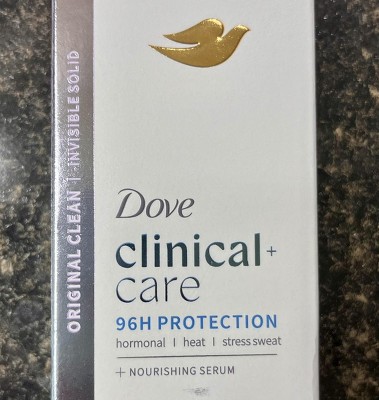 ORIGINAL CLEAN | INVISIBLE SOLID
Dove
clinical+
care
96H PROTECTION
hormonal | heat | stress sweat
+ NOURISHING SERUM